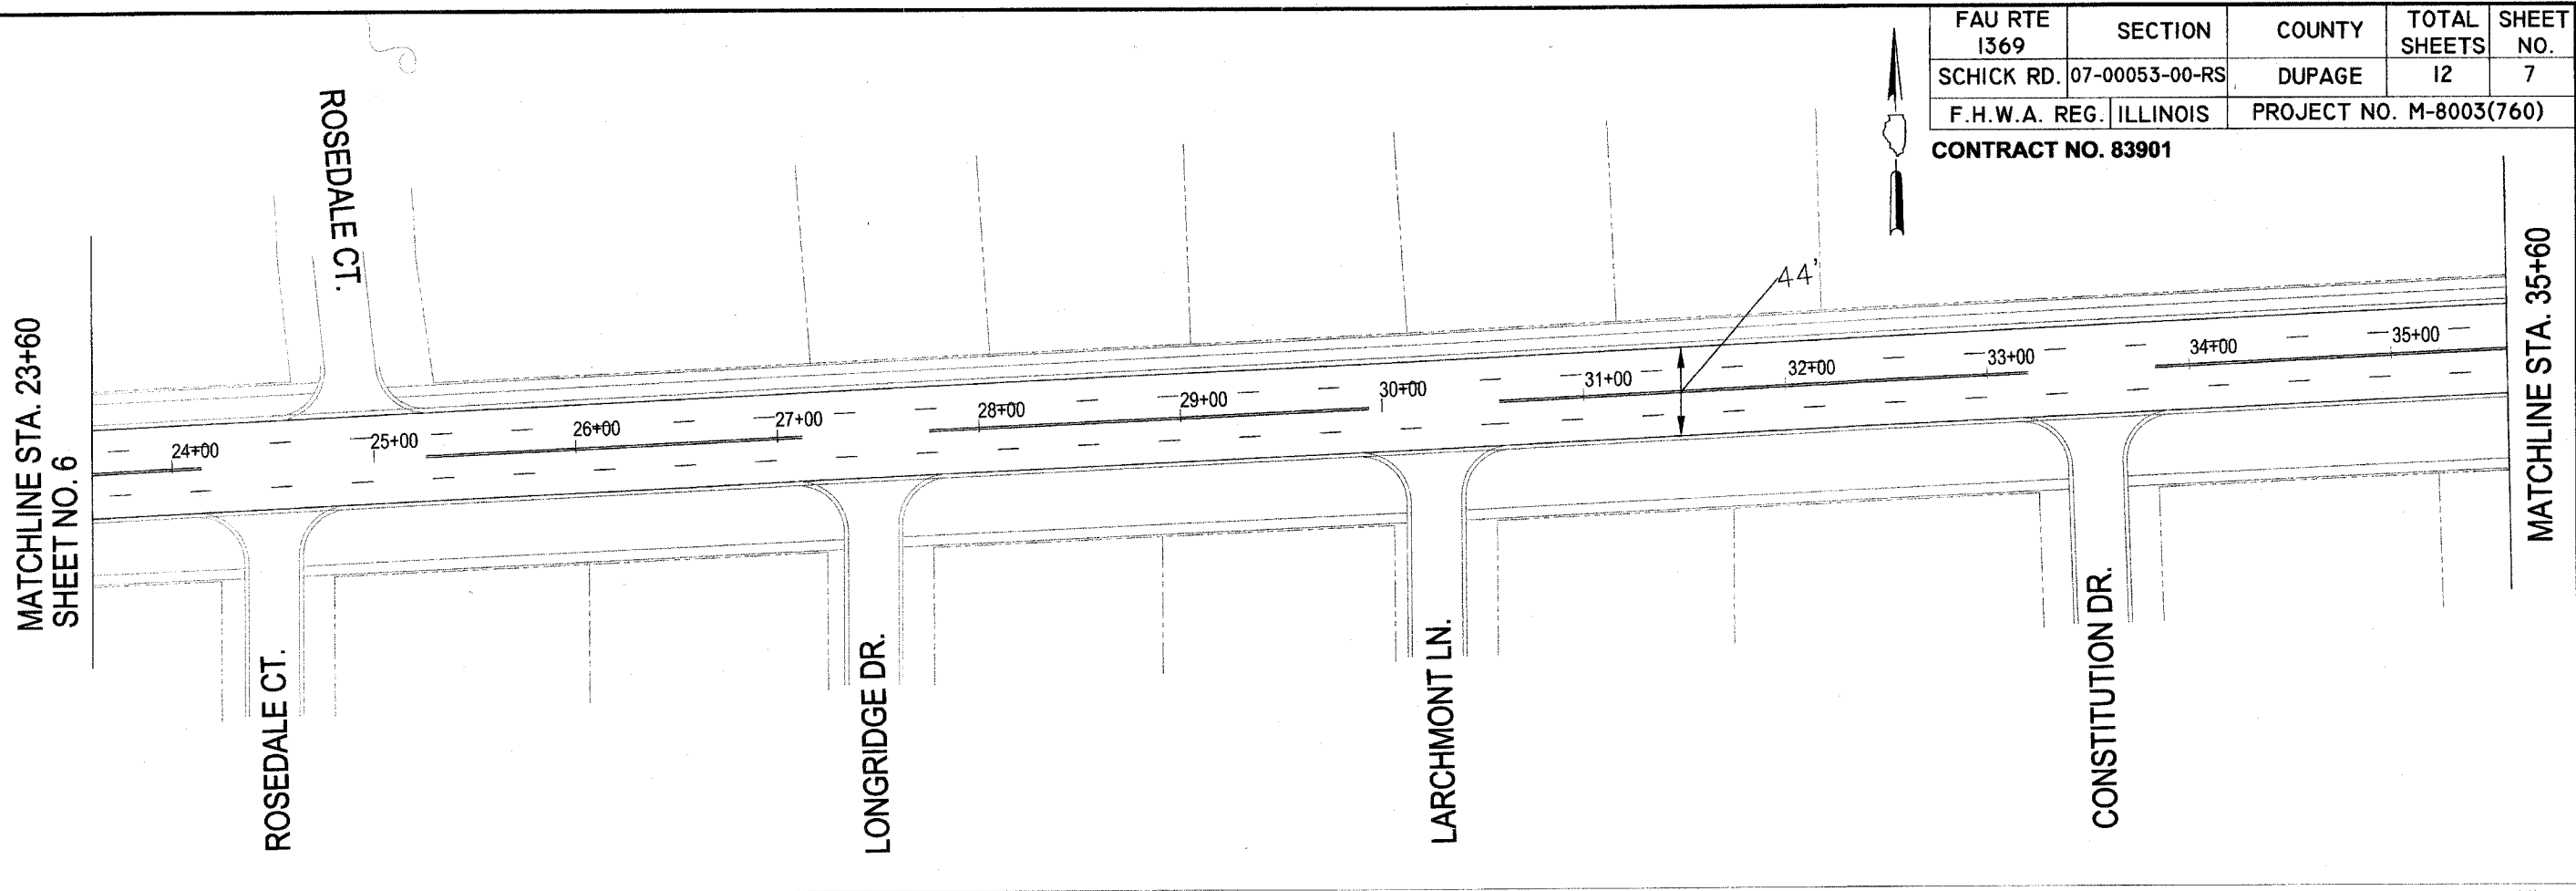 FAU RTE SECTION COUNTY TOTAL SHEET
1369 SHEETS NO.
SCHICK RD. 07-00053-00-RS DUPAGE 12 7
F.H.W.A. REG. ILLINOIS PROJECT NO. M-8003(760)
CONTRACT NO. 83901
ROSEDALE CT.
44'
MATCHLINE STA. 23+60
SHEET NO. 6
24+00
25+00
26+00
27+00
28+00
29+00
30+00
31+00
32+00
33+00
34+00
35+00
MATCHLINE STA. 35+60
ROSEDALE CT.
LONGRIDGE DR.
LARCHMONT LN.
CONSTITUTION DR.